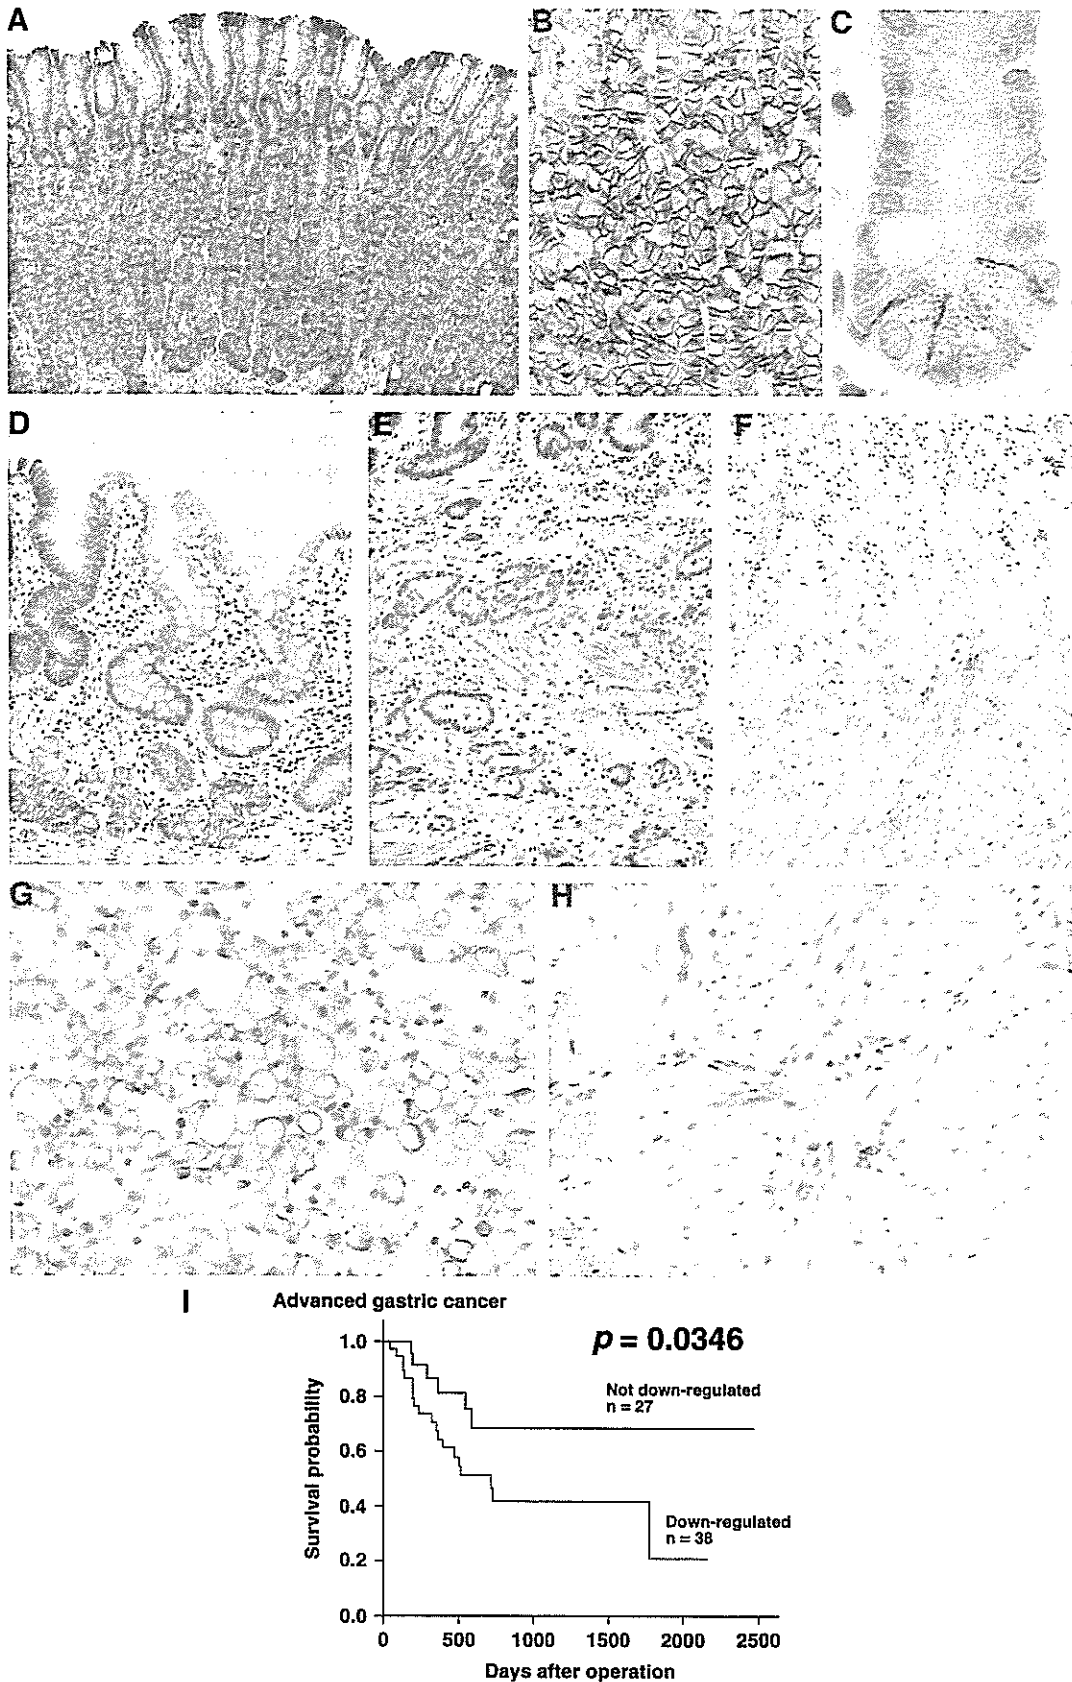 A
B
C
D
E
F
G
H
I
Advanced gastric cancer
p = 0.0346
Not down-regulated
n = 27
Down-regulated
n = 38
Survival probability
1.0
0.8
0.6
0.4
0.2
0.0
0 500 1000 1500 2000 2500
Days after operation